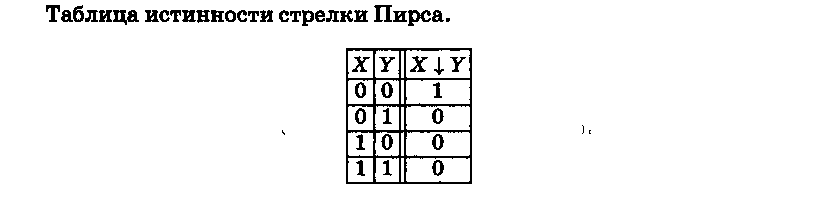 Таблица истинности стрелки Пирса.
X Y X ↓ Y
0 0 1
0 1 0
1 0 0
1 1 0